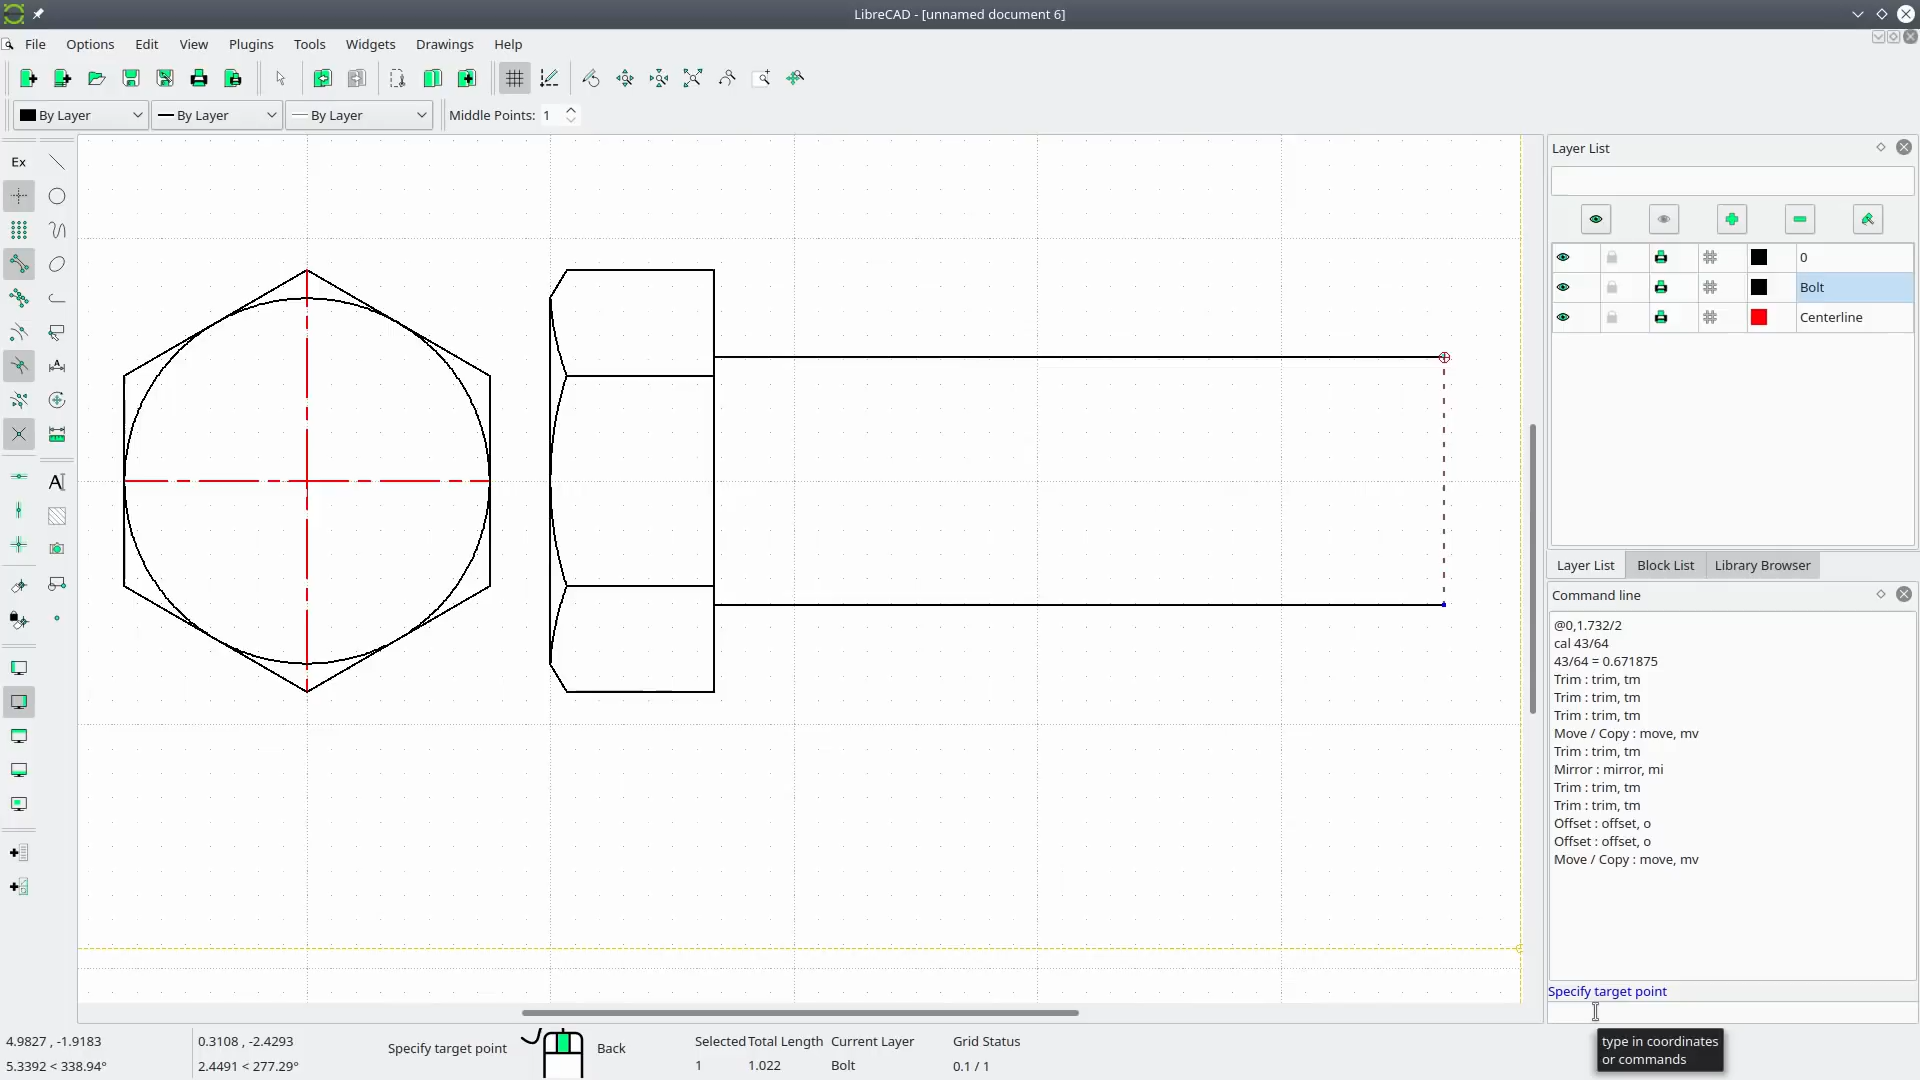 LibreCAD - [unnamed document 6]
File Options Edit View Plugins Tools Widgets Drawings Help
By Layer By Layer By Layer Middle Points: 1
Ex
Layer List
0
Bolt
Centerline
Layer List Block List Library Browser
Command line
@0,1.732/2
cal 43/64
43/64 = 0.671875
Trim : trim, tm
Trim : trim, tm
Trim : trim, tm
Move / Copy : move, mv
Trim : trim, tm
Mirror : mirror, mi
Trim : trim, tm
Trim : trim, tm
Offset : offset, o
Offset : offset, o
Move / Copy : move, mv
Specify target point
type in coordinates
or commands
4.9827 , -1.9183 0.3108 , -2.4293 Specify target point Back Selected Total Length Current Layer Grid Status
5.3392 < 338.94° 2.4491 < 277.29° 1 1.022 Bolt 0.1 / 1